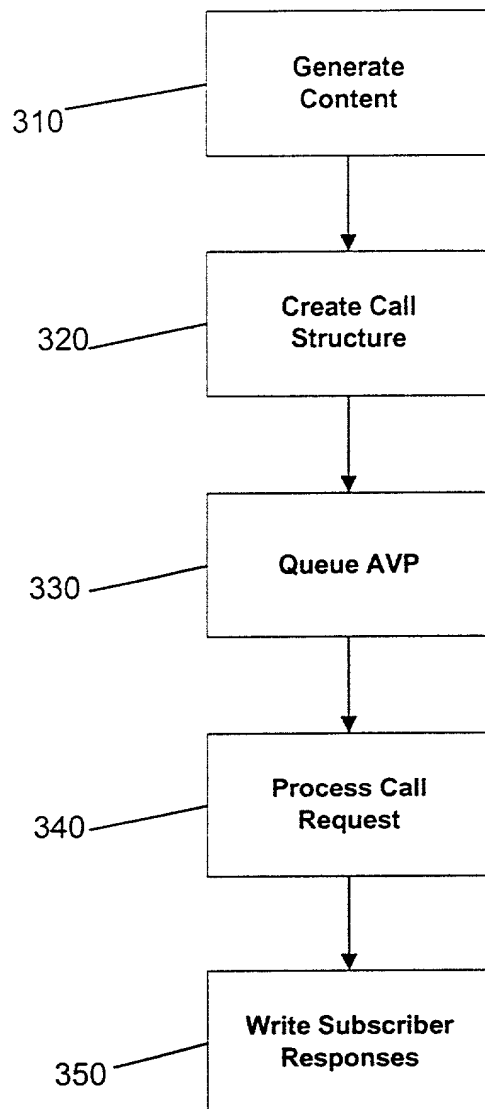 Generate
Content
310
Create Call
Structure
320
Queue AVP
330
Process Call
Request
340
Write Subscriber
Responses
350